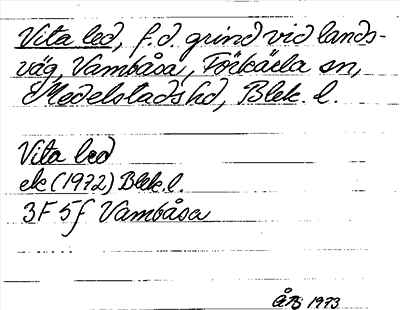 Vita led, f.d. grind vid lands-
väg, Vambåsa, Förkärla sn,
Medelstads hd, Blek. l.
Vita led
ek (1972) Blek. l.
3F 5f Vambåsa
ÅB 1973